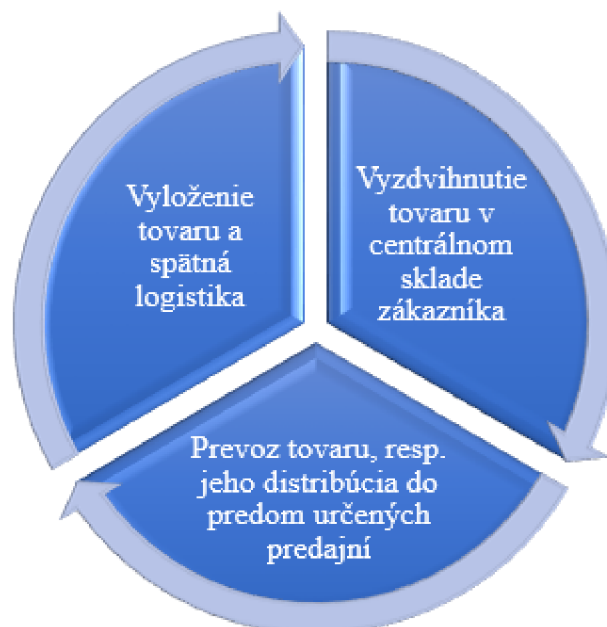 Vyloženie
tovaru a
spätná
logistika
Vyzdvihnutie
tovaru v
centrálnom
sklade
zákazníka
Prevoz tovaru, resp.
jeho distribúcia do
predom určených
predajní